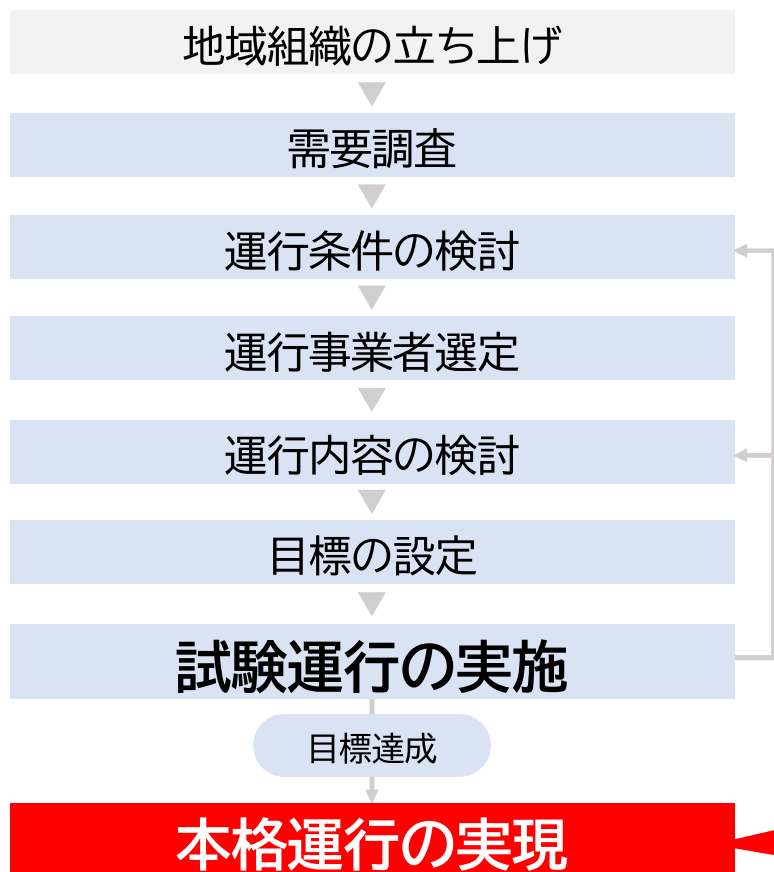 地域組織の立ち上げ
需要調査
運行条件の検討
運行事業者選定
運行内容の検討
目標の設定
試験運行の実施
目標達成
本格運行の実現